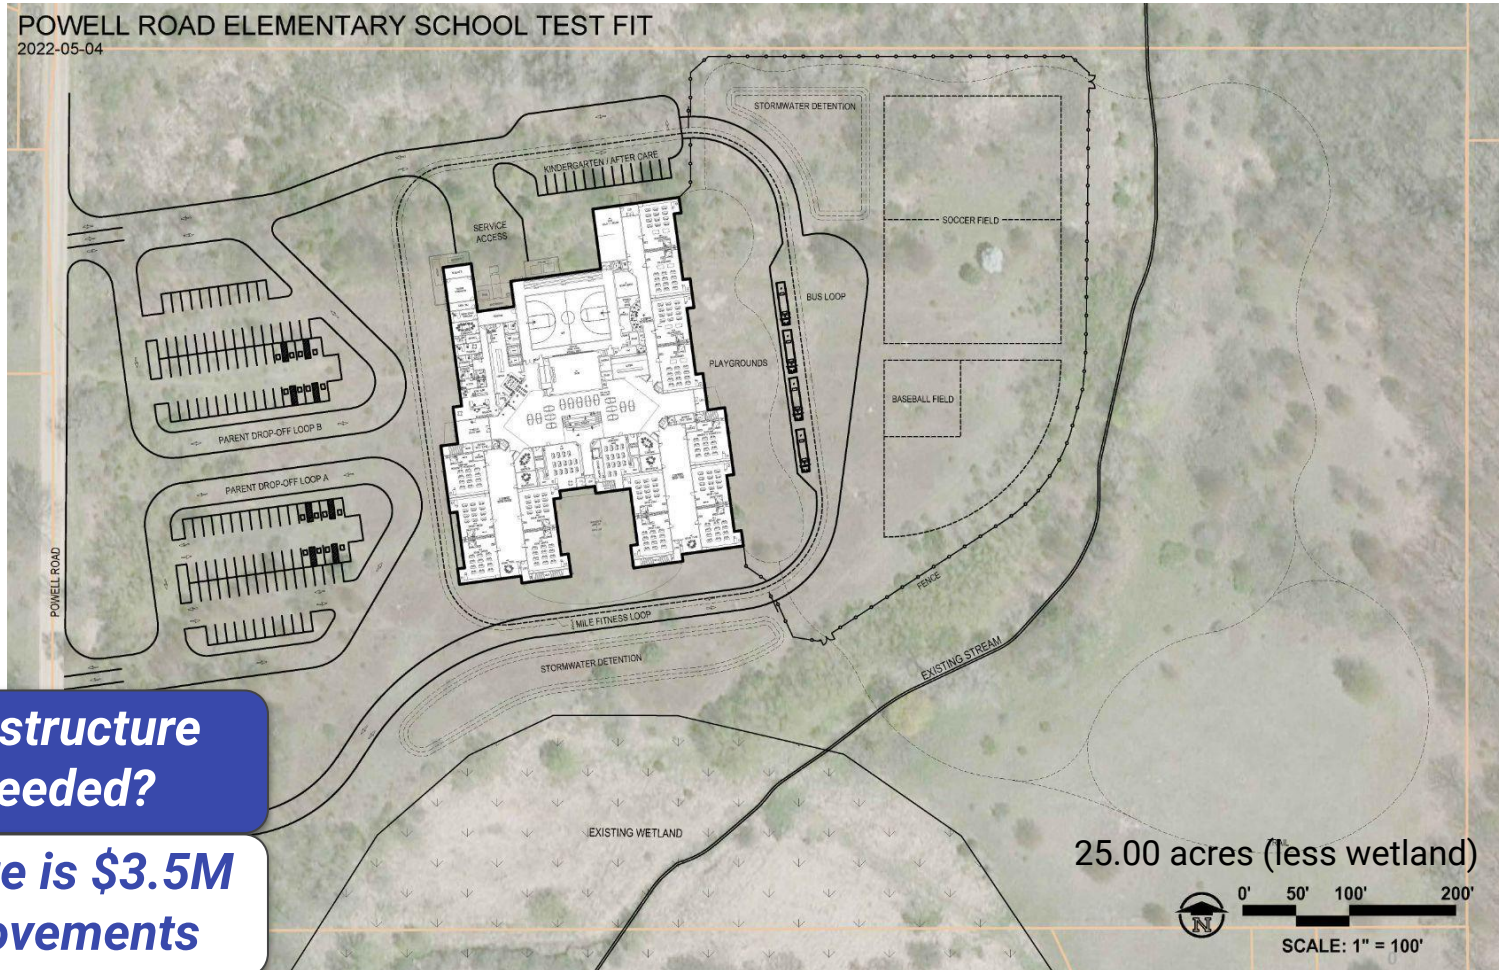 POWELL ROAD ELEMENTARY SCHOOL TEST FIT
2022-05-04
STORMWATER DETENTION
KINDERGARTEN / AFTER CARE
SERVICE
ACCESS
SOCCER FIELD
BUS LOOP
PLAYGROUNDS
BASEBALL FIELD
PARENT DROP-OFF LOOP B
PARENT DROP-OFF LOOP A
POWELL ROAD
FENCE
MILE FITNESS LOOP
STORMWATER DETENTION
EXISTING STREAM
structure
eeded?
EXISTING WETLAND
e is $3.5M
ovements
25.00 acres (less wetland)
0' 50' 100' 200'
N
SCALE: 1" = 100'